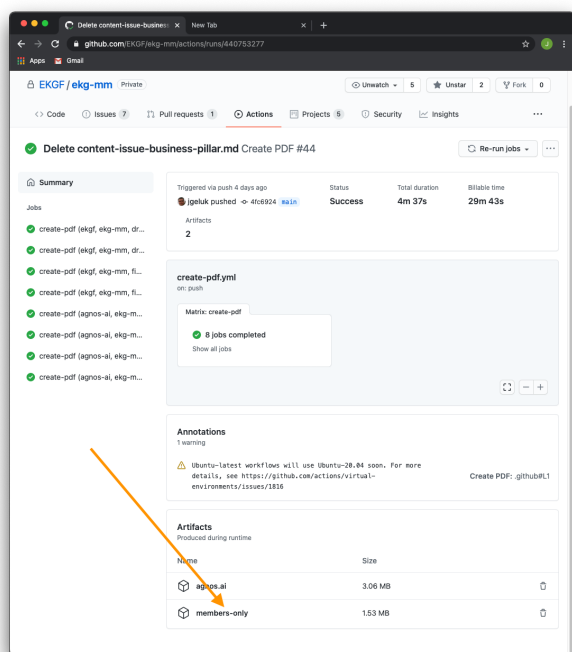 Delete content-issue-business
New Tab
github.com/EKGF/ekg-mm/actions/runs/440753277
Apps
Gmail
EKGF / ekg-mm Private
Unwatch 5
Unstar 2
Fork 0
Code
Issues 7
Pull requests 1
Actions
Projects 5
Security
Insights
Delete content-issue-business-pillar.md Create PDF #44
Re-run jobs
Summary
Jobs
create-pdf (ekgf, ekg-mm, dr...
create-pdf (ekgf, ekg-mm, dr...
create-pdf (ekgf, ekg-mm, fi...
create-pdf (ekgf, ekg-mm, fi...
create-pdf (agnos-ai, ekg-m...
create-pdf (agnos-ai, ekg-m...
create-pdf (agnos-ai, ekg-m...
create-pdf (agnos-ai, ekg-m...
Triggered via push 4 days ago
jgeluk pushed 4fc6924 main
Status
Success
Total duration
4m 37s
Billable time
29m 43s
Artifacts
2
create-pdf.yml
on: push
Matrix: create-pdf
8 jobs completed
Show all jobs
Annotations
1 warning
Ubuntu-latest workflows will use Ubuntu-20.04 soon. For more
details, see https://github.com/actions/virtual-
environments/issues/1816
Create PDF: .github#L1
Artifacts
Produced during runtime
Name
Size
agnos.ai
3.06 MB
members-only
1.53 MB